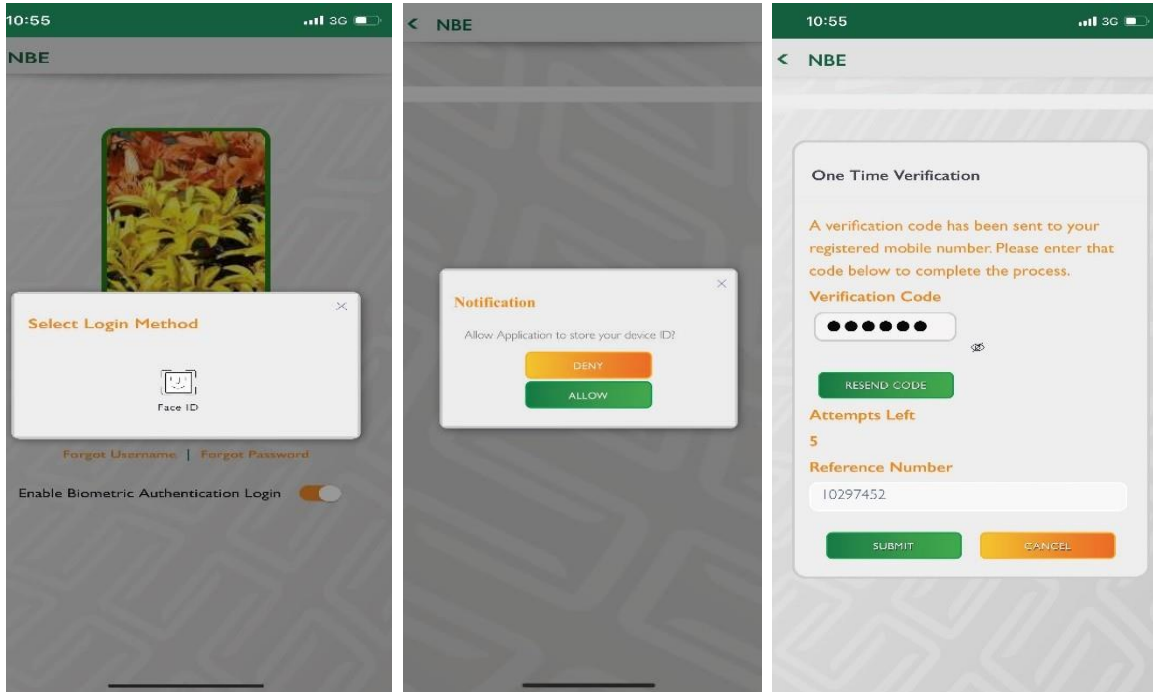 10:55
3G
NBE
Select Login Method
Face ID
Forgot Username | Forgot Password
Enable Biometric Authentication Login
NBE
Notification
Allow Application to store your device ID?
DENY
ALLOW
10:55
3G
NBE
One Time Verification
A verification code has been sent to your
registered mobile number. Please enter that
code below to complete the process.
Verification Code
●●●●●●
RESEND CODE
Attempts Left
5
Reference Number
10297452
SUBMIT
CANCEL